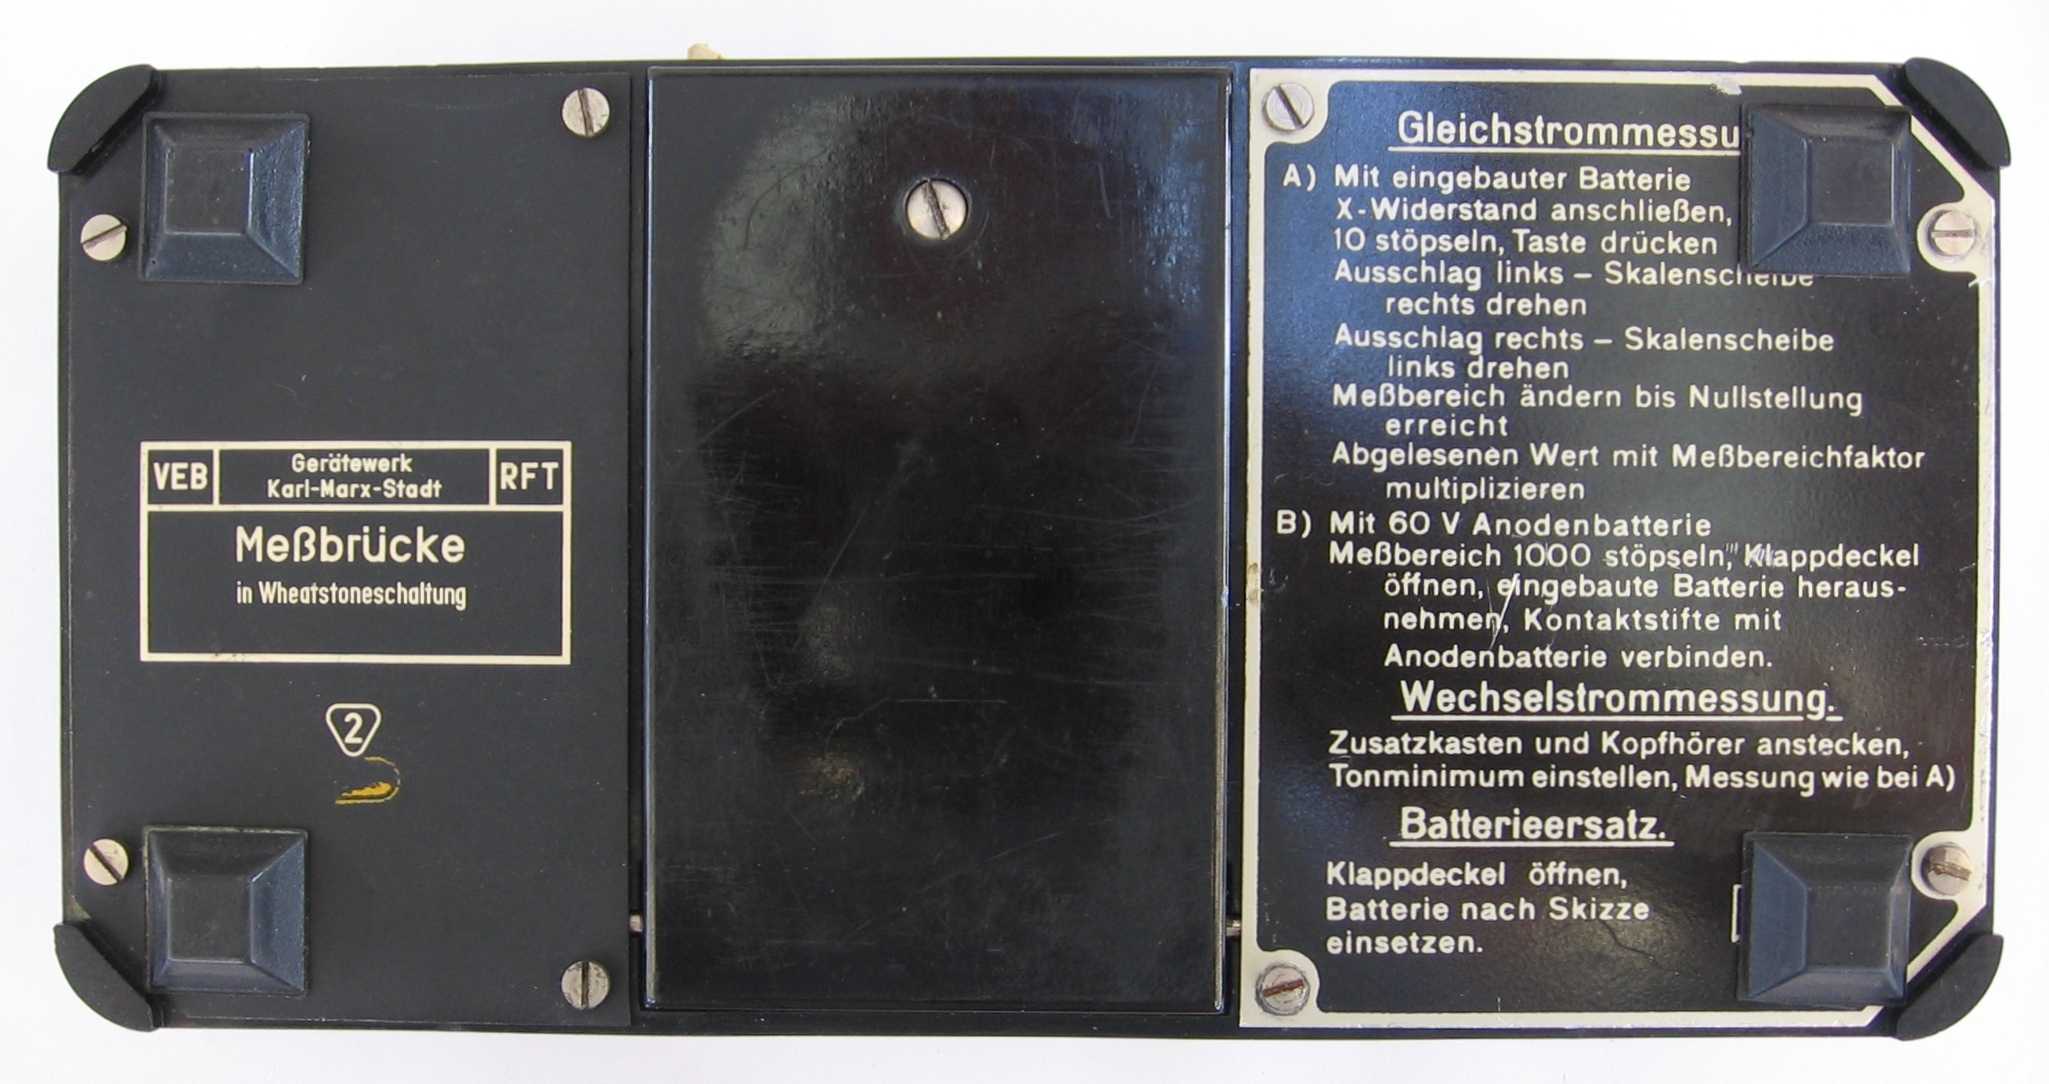 VEB
Gerätewerk
Karl-Marx-Stadt
RFT
Meßbrücke
in Wheatstoneschaltung
2
Gleichstrommessu
A) Mit eingebauter Batterie
X-Widerstand anschließen,
10 stöpseln, Taste drücken
Ausschlag links – Skalenscheibe
rechts drehen
Ausschlag rechts – Skalenscheibe
links drehen
Meßbereich ändern bis Nullstellung
erreicht
Abgelesenen Wert mit Meßbereichfaktor
multiplizieren
B) Mit 60 V Anodenbatterie
Meßbereich 1000 stöpseln, Klappdeckel
öffnen, eingebaute Batterie heraus-
nehmen, Kontaktstifte mit
Anodenbatterie verbinden.
Wechselstrommessung.
Zusatzkasten und Kopfhörer anstecken,
Tonminimum einstellen, Messung wie bei A)
Batterieersatz.
Klappdeckel öffnen,
Batterie nach Skizze
einsetzen.